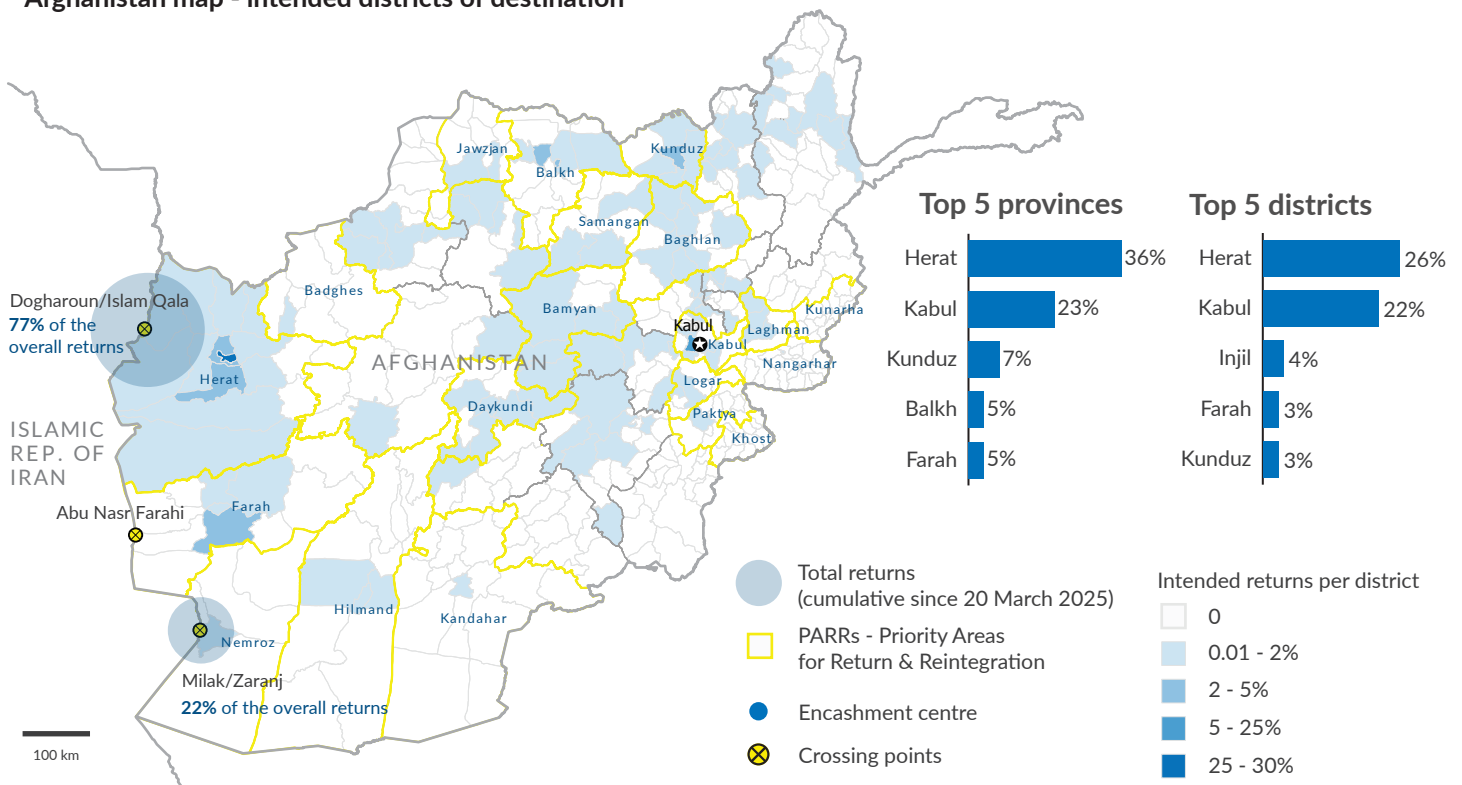 Afghanistan map - intended districts of destination
Jawzjan
Balkh
Kunduz
Samangan
Baghlan
Badghes
Bamyan
Dogharoun/Islam Qala
77% of the
overall returns
Herat
AFGHANISTAN
Kabul
Kabul
Kunarha
Laghman
Nangarhar
Logar
Daykundi
Paktya
Khost
ISLAMIC
REP. OF
IRAN
Abu Nasr Farahi
Farah
Hilmand
Kandahar
Nemroz
Milak/Zaranj
22% of the overall returns
100 km
Top 5 provinces
Herat 36%
Kabul 23%
Kunduz 7%
Balkh 5%
Farah 5%
Top 5 districts
Herat 26%
Kabul 22%
Injil 4%
Farah 3%
Kunduz 3%
Total returns
(cumulative since 20 March 2025)
PARRs - Priority Areas
for Return & Reintegration
Encashment centre
Crossing points
Intended returns per district
0
0.01 - 2%
2 - 5%
5 - 25%
25 - 30%